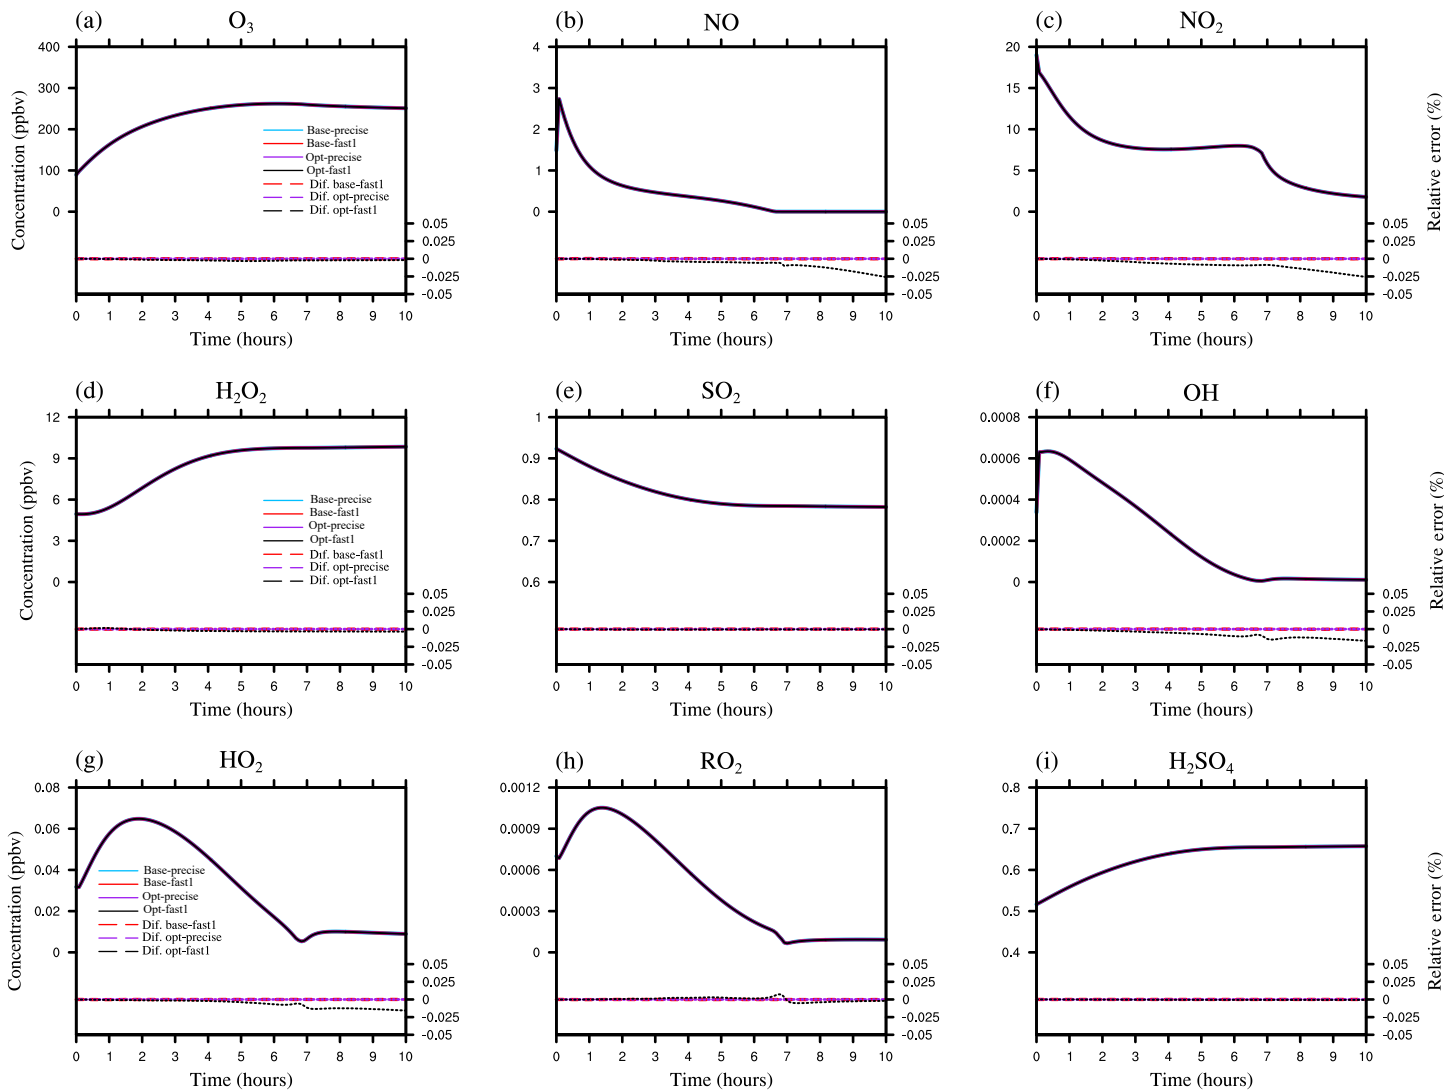 (a) O₃
400
300
200
100
0
Concentration (ppbv)
Base-precise
Base-fast1
Opt-precise
Opt-fast1
Dif. base-fast1
Dif. opt-precise
Dif. opt-fast1
0.05
0.025
0
-0.025
-0.05
0 1 2 3 4 5 6 7 8 9 10
Time (hours)
(b) NO
4
3
2
1
0
0.05
0.025
0
-0.025
-0.05
0 1 2 3 4 5 6 7 8 9 10
Time (hours)
(c) NO₂
20
15
10
5
0
0.05
0.025
0
-0.025
-0.05
Relative error (%)
0 1 2 3 4 5 6 7 8 9 10
Time (hours)
(d) H₂O₂
12
9
6
3
0
Concentration (ppbv)
Base-precise
Base-fast1
Opt-precise
Opt-fast1
Dif. base-fast1
Dif. opt-precise
Dif. opt-fast1
0.05
0.025
0
-0.025
-0.05
0 1 2 3 4 5 6 7 8 9 10
Time (hours)
(e) SO₂
1
0.9
0.8
0.7
0.6
0.05
0.025
0
-0.025
-0.05
0 1 2 3 4 5 6 7 8 9 10
Time (hours)
(f) OH
0.0008
0.0006
0.0004
0.0002
0
0.05
0.025
0
-0.025
-0.05
Relative error (%)
0 1 2 3 4 5 6 7 8 9 10
Time (hours)
(g) HO₂
0.08
0.06
0.04
0.02
0
Concentration (ppbv)
Base-precise
Base-fast1
Opt-precise
Opt-fast1
Dif. base-fast1
Dif. opt-precise
Dif. opt-fast1
0.05
0.025
0
-0.025
-0.05
0 1 2 3 4 5 6 7 8 9 10
Time (hours)
(h) RO₂
0.0012
0.0009
0.0006
0.0003
0
0.05
0.025
0
-0.025
-0.05
0 1 2 3 4 5 6 7 8 9 10
Time (hours)
(i) H₂SO₄
0.8
0.7
0.6
0.5
0.4
0.05
0.025
0
-0.025
-0.05
Relative error (%)
0 1 2 3 4 5 6 7 8 9 10
Time (hours)